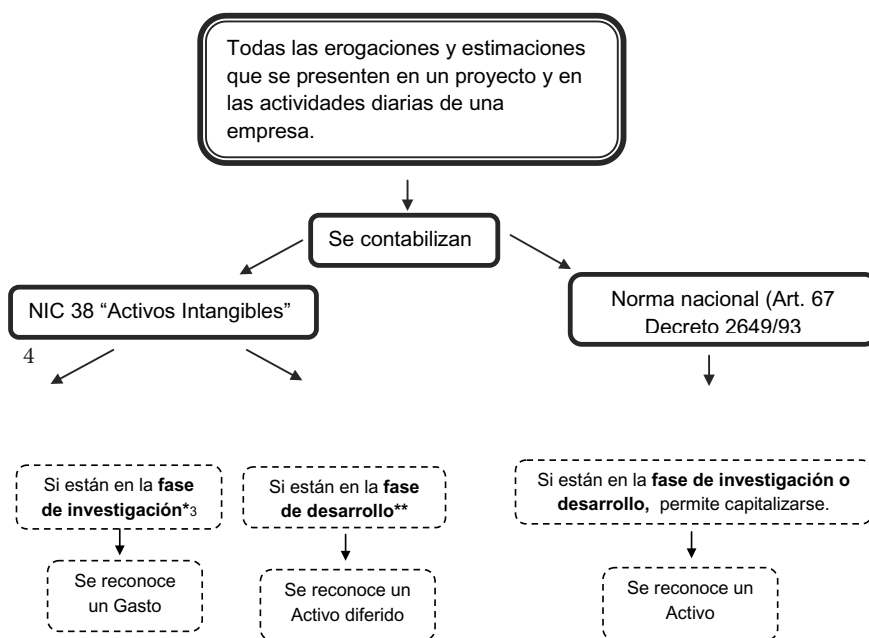 Todas las erogaciones y estimaciones
que se presenten en un proyecto y en
las actividades diarias de una
empresa.
Se contabilizan
NIC 38 “Activos Intangibles”
Norma nacional (Art. 67
Decreto 2649/93
4
Si están en la fase
de investigación*3
Si están en la fase
de desarrollo**
Si están en la fase de investigación o
desarrollo, permite capitalizarse.
Se reconoce
un Gasto
Se reconoce un
Activo diferido
Se reconoce un
Activo